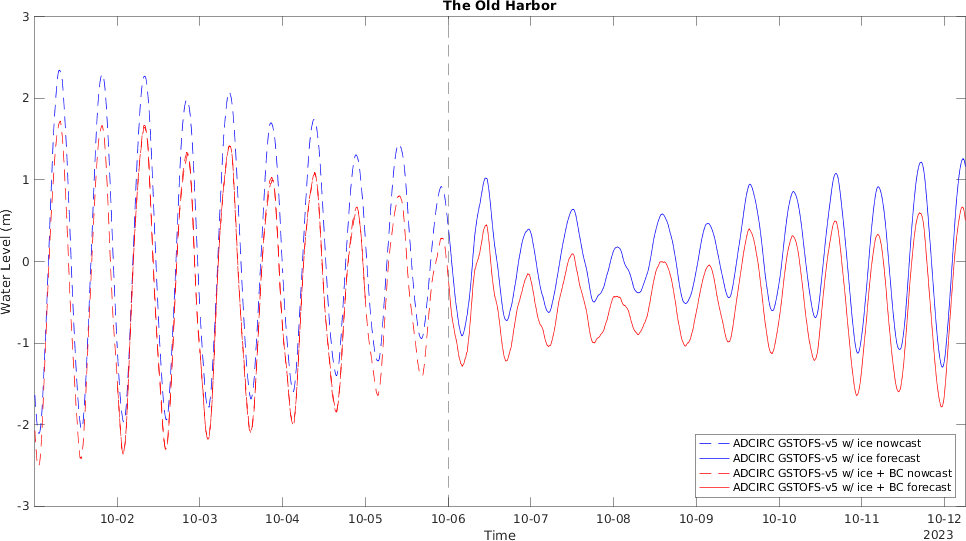 The Old Harbor
3
2
1
0
-1
-2
-3
Water Level (m)
10-02
10-03
10-04
10-05
10-06
10-07
10-08
10-09
10-10
10-11
10-12
2023
Time
ADCIRC GSTOFS-v5 w/ ice nowcast
ADCIRC GSTOFS-v5 w/ ice forecast
ADCIRC GSTOFS-v5 w/ ice + BC nowcast
ADCIRC GSTOFS-v5 w/ ice + BC forecast